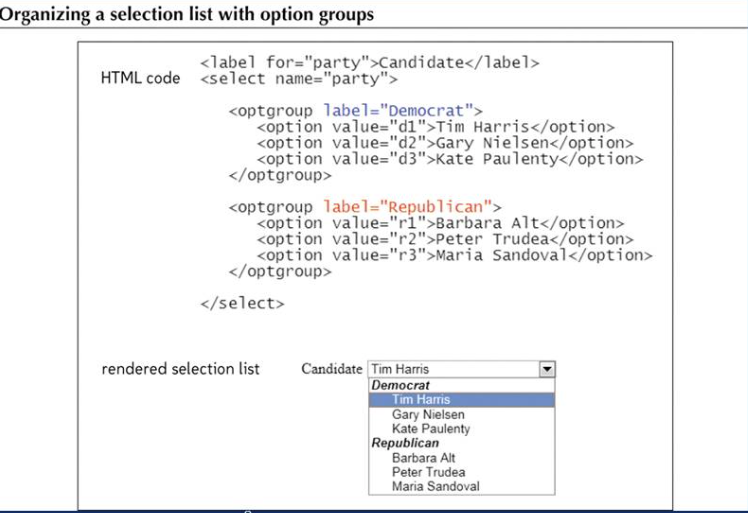 Organizing a selection list with option groups
HTML code
<label for="party">Candidate</label>
<select name="party">
<optgroup label="Democrat">
<option value="d1">Tim Harris</option>
<option value="d2">Gary Nielsen</option>
<option value="d3">Kate Paulenty</option>
</optgroup>
<optgroup label="Republican">
<option value="r1">Barbara Alt</option>
<option value="r2">Peter Trudea</option>
<option value="r3">Maria Sandoval</option>
</optgroup>
</select>
rendered selection list Candidate Tim Harris
Democrat
Tim Harris
Gary Nielsen
Kate Paulenty
Republican
Barbara Alt
Peter Trudea
Maria Sandoval